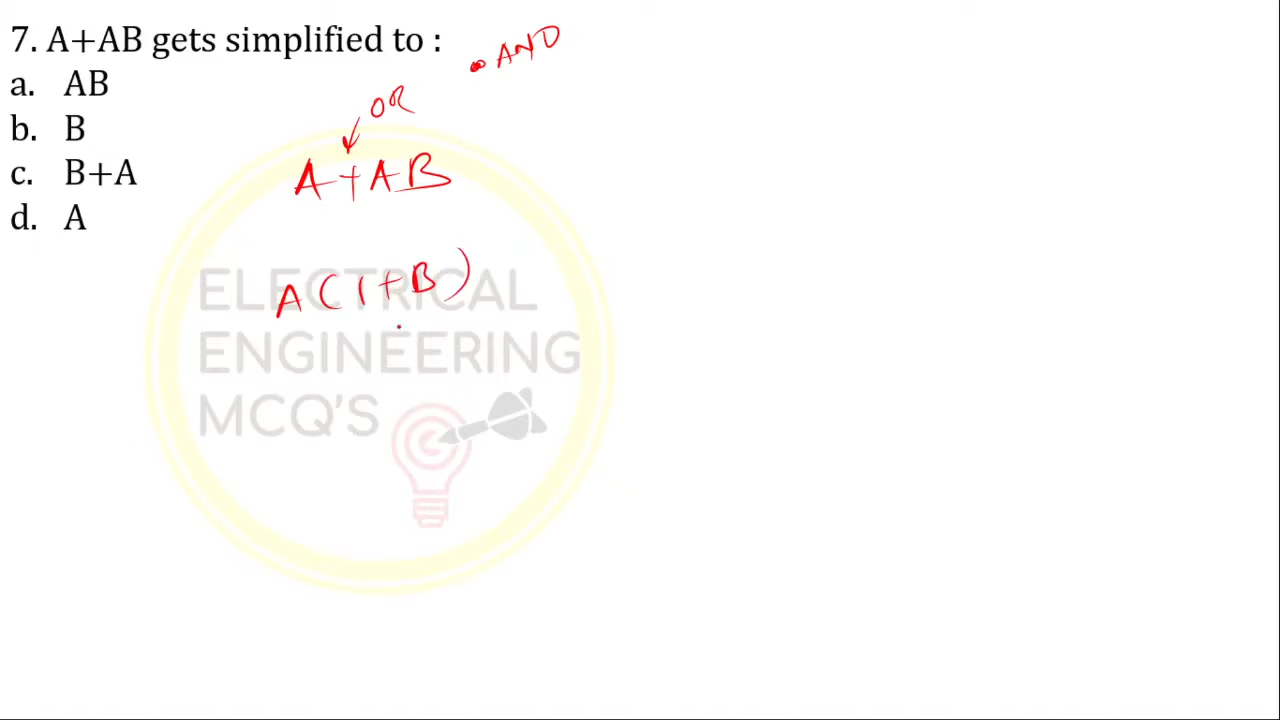 7. A+AB gets simplified to :
a. AB
b. B
c. B+A
d. A
• AND
OR
A+AB
A(1+B)
ELECTRICAL
ENGINEERING
MCQ'S